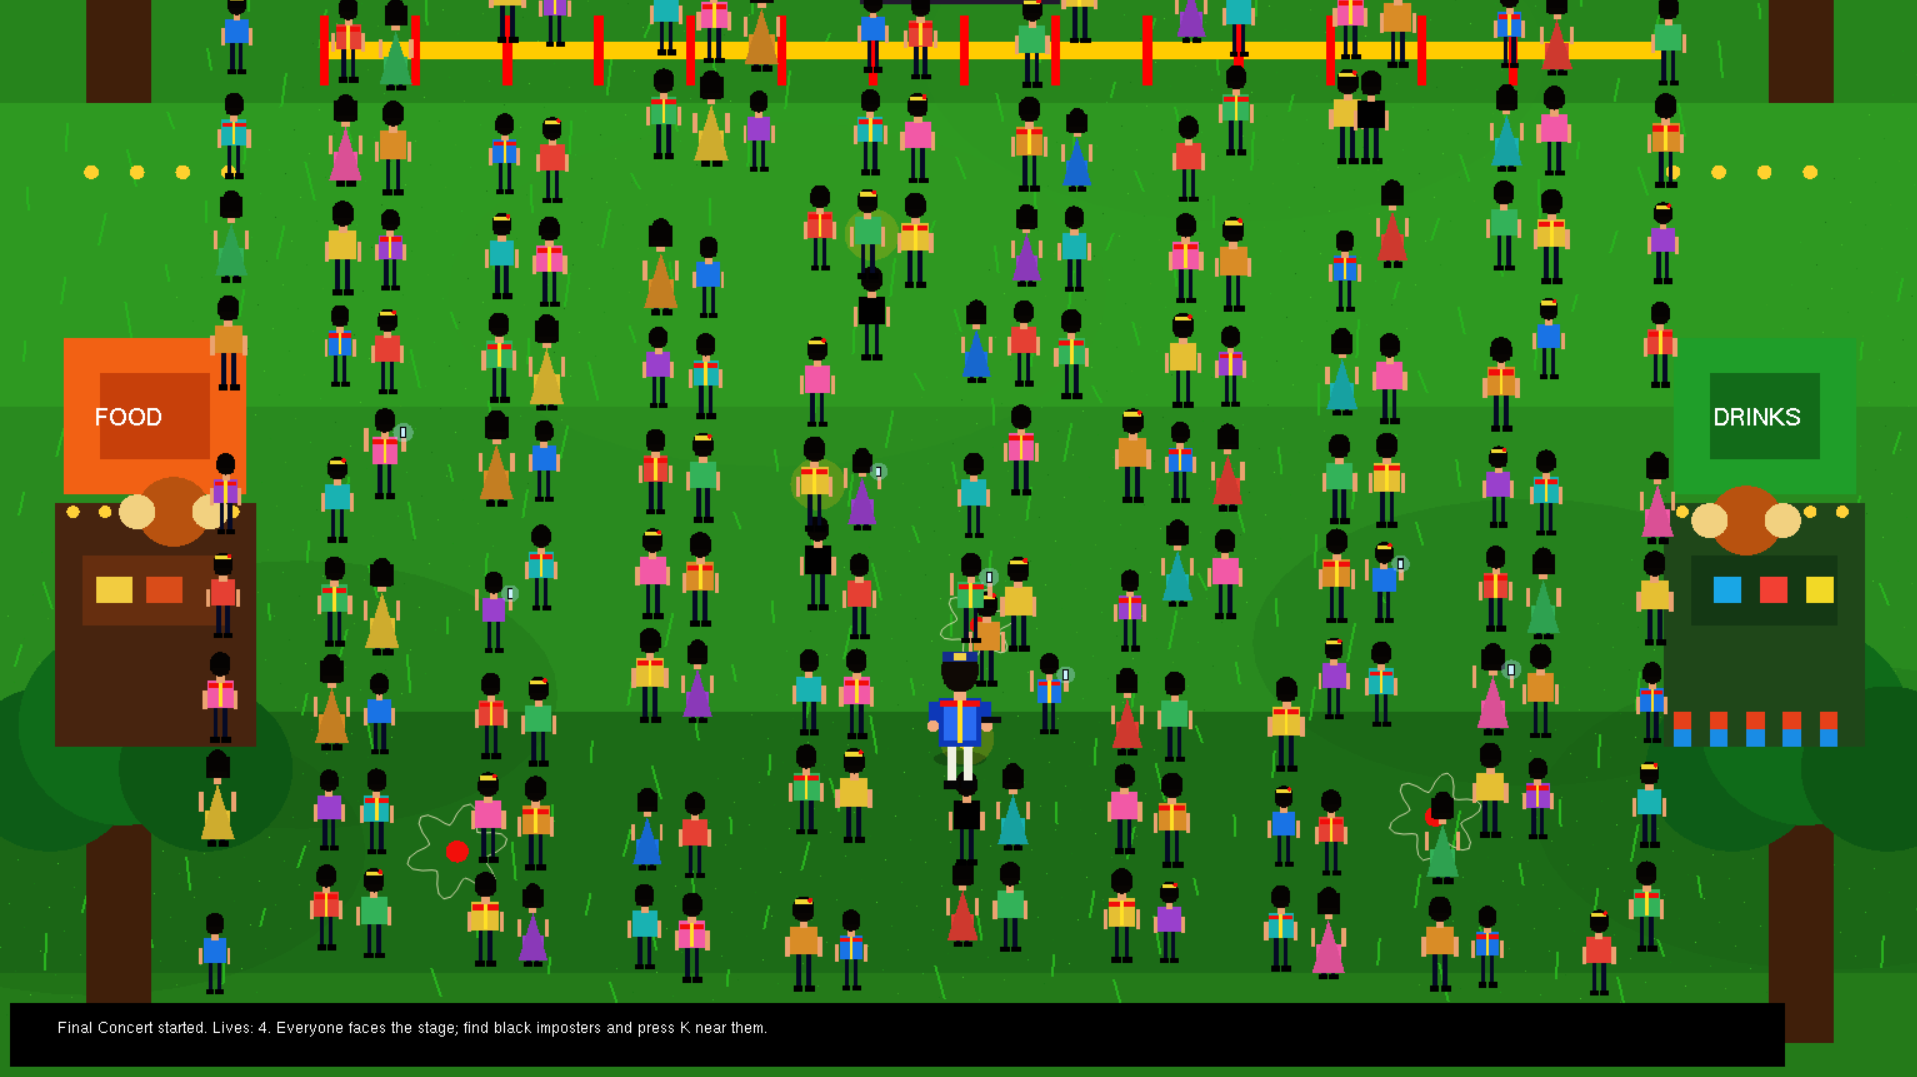 FOOD
DRINKS
Final Concert started. Lives: 4. Everyone faces the stage; find black imposters and press K near them.